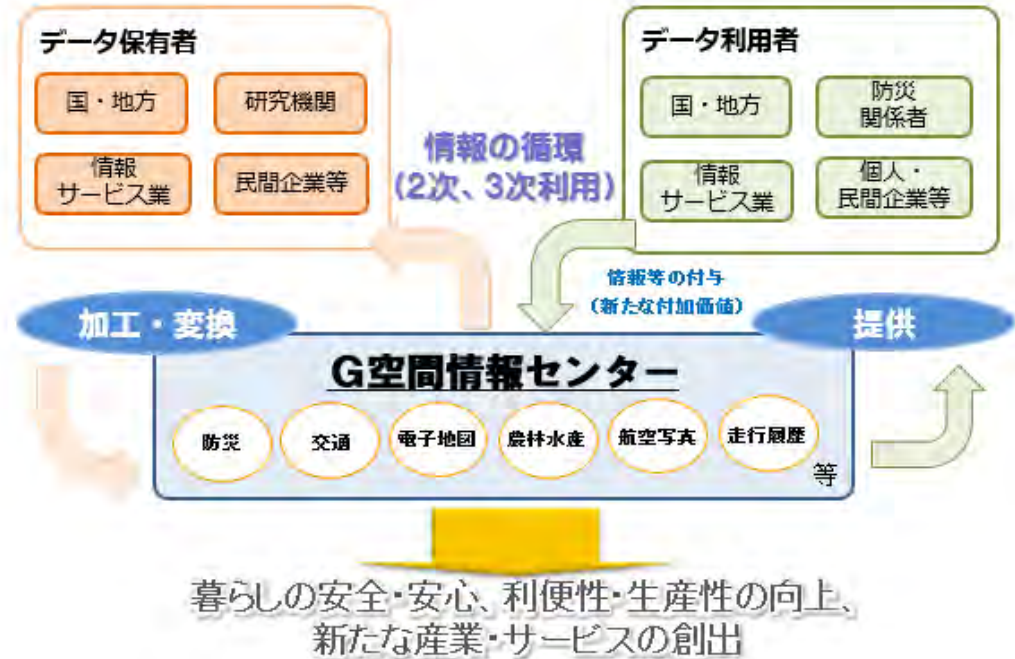 データ保有者
国・地方
研究機関
情報
サービス業
民間企業等
データ利用者
国・地方
防災
関係者
情報
サービス業
個人・
民間企業等
情報の循環
(2次、3次利用)
情報等の付与
(新たな付加価値)
加工・変換
提供
G空間情報センター
防災
交通
電子地図
農林水産
航空写真
走行履歴
等
暮らしの安全・安心、利便性・生産性の向上、
新たな産業・サービスの創出